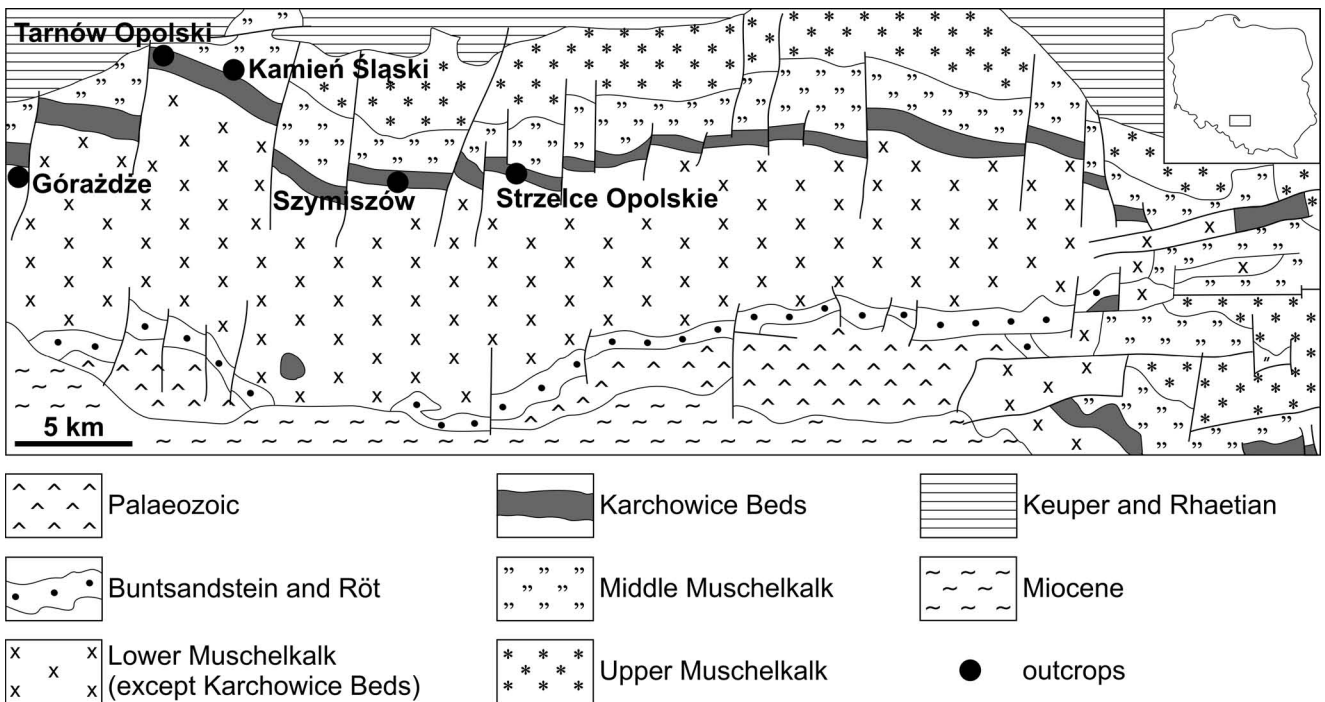 Tarnów Opolski
Kamień Śląski
Górażdże
Szymiszów
Strzelce Opolskie
5 km
Palaeozoic
Karchowice Beds
Keuper and Rhaetian
Buntsandstein and Röt
Middle Muschelkalk
Miocene
Lower Muschelkalk
(except Karchowice Beds)
Upper Muschelkalk
outcrops